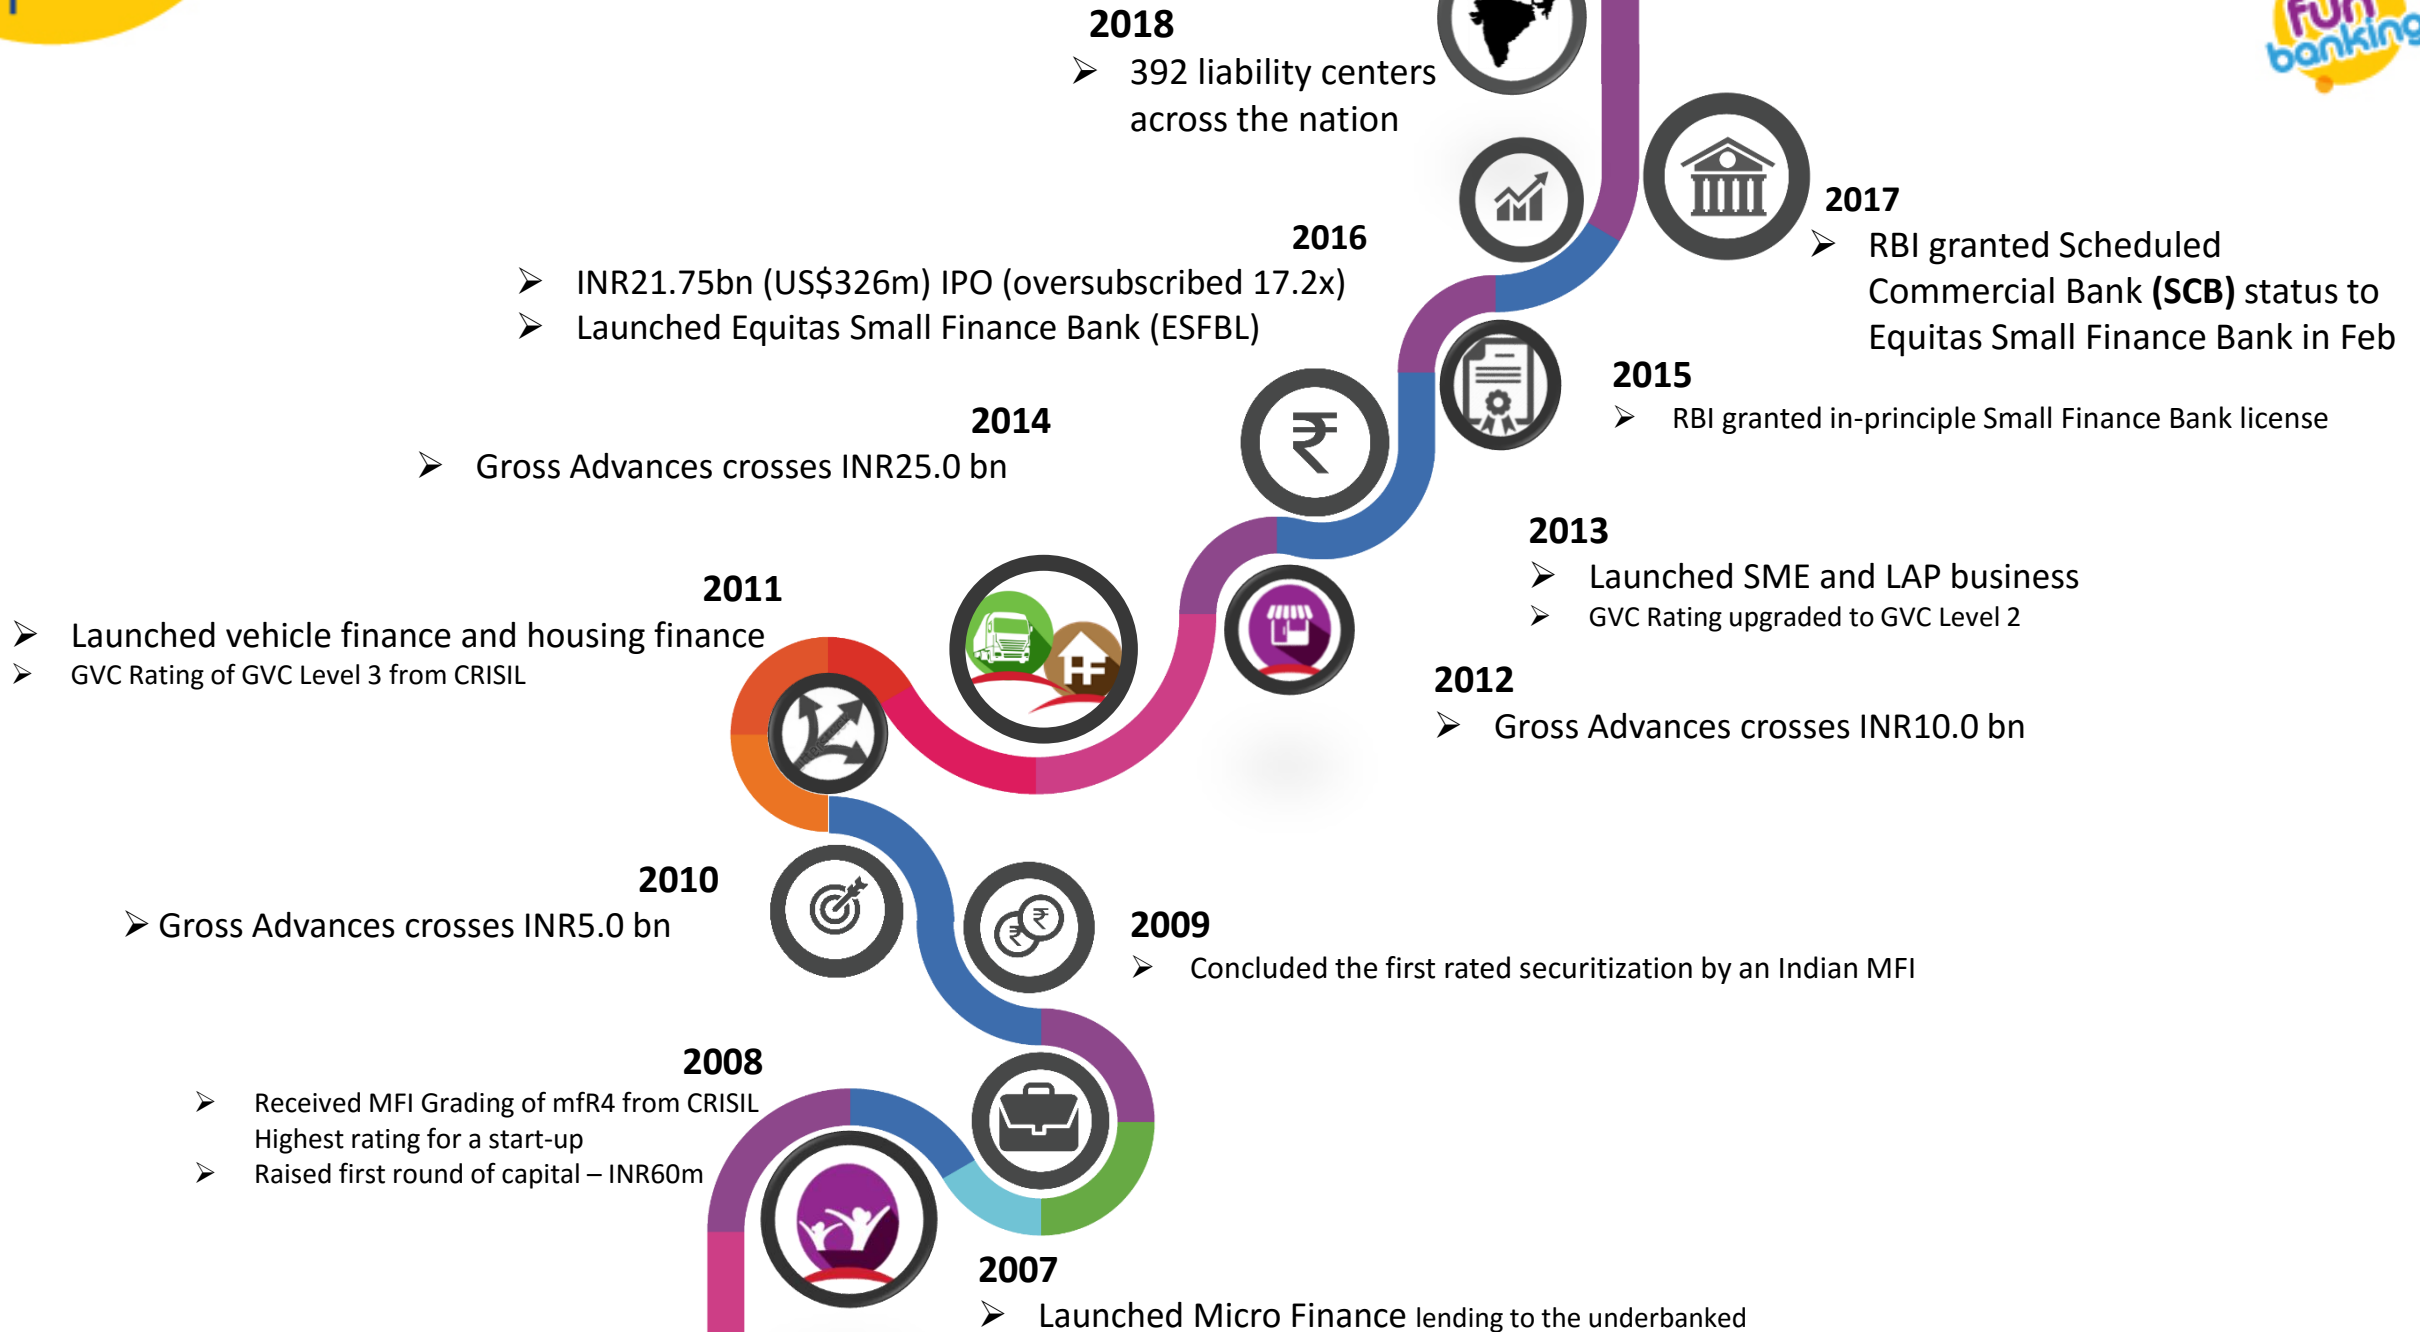 fun
banking
2018
➢ 392 liability centers
across the nation
2017
➢ RBI granted Scheduled
Commercial Bank (SCB) status to
Equitas Small Finance Bank in Feb
2016
➢ INR21.75bn (US$326m) IPO (oversubscribed 17.2x)
➢ Launched Equitas Small Finance Bank (ESFBL)
2015
➢ RBI granted in-principle Small Finance Bank license
2014
➢ Gross Advances crosses INR25.0 bn
2013
➢ Launched SME and LAP business
➢ GVC Rating upgraded to GVC Level 2
2011
➢ Launched vehicle finance and housing finance
➢ GVC Rating of GVC Level 3 from CRISIL
HF
2012
➢ Gross Advances crosses INR10.0 bn
2010
➢ Gross Advances crosses INR5.0 bn
2009
➢ Concluded the first rated securitization by an Indian MFI
2008
➢ Received MFI Grading of mfR4 from CRISIL
Highest rating for a start-up
➢ Raised first round of capital – INR60m
2007
➢ Launched Micro Finance lending to the underbanked